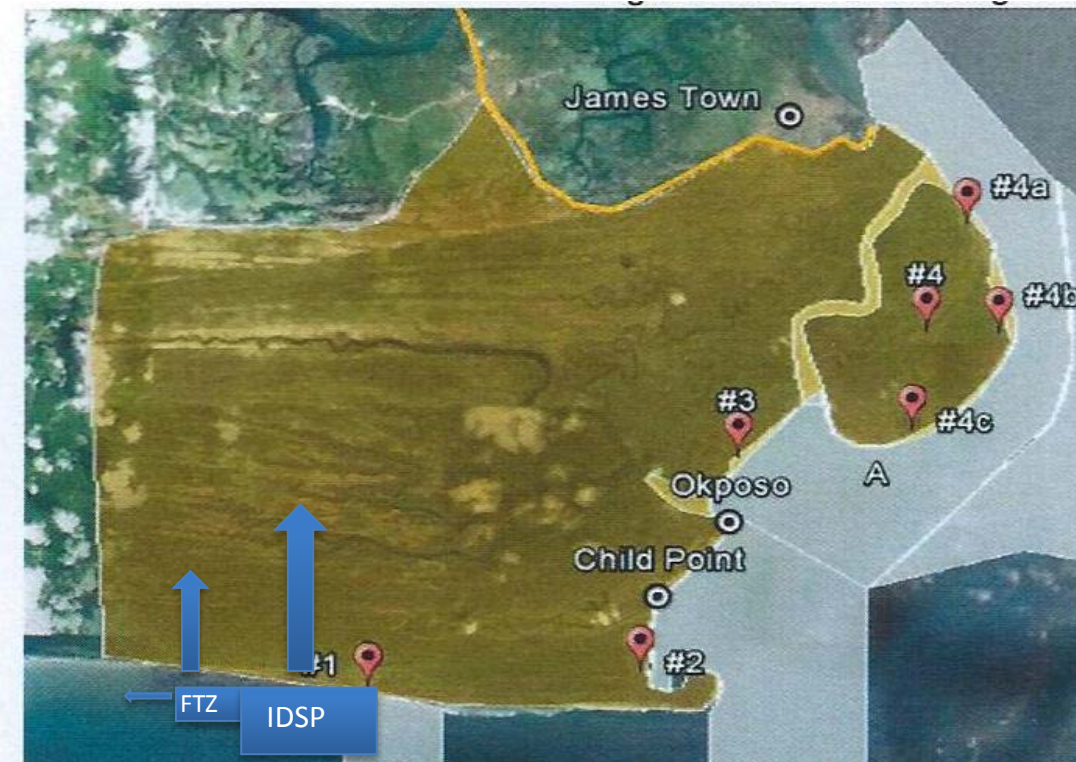 James Town
#4a
#4
#4b
#3
#4c
A
Okposo
Child Point
#1
#2
FTZ
IDSP